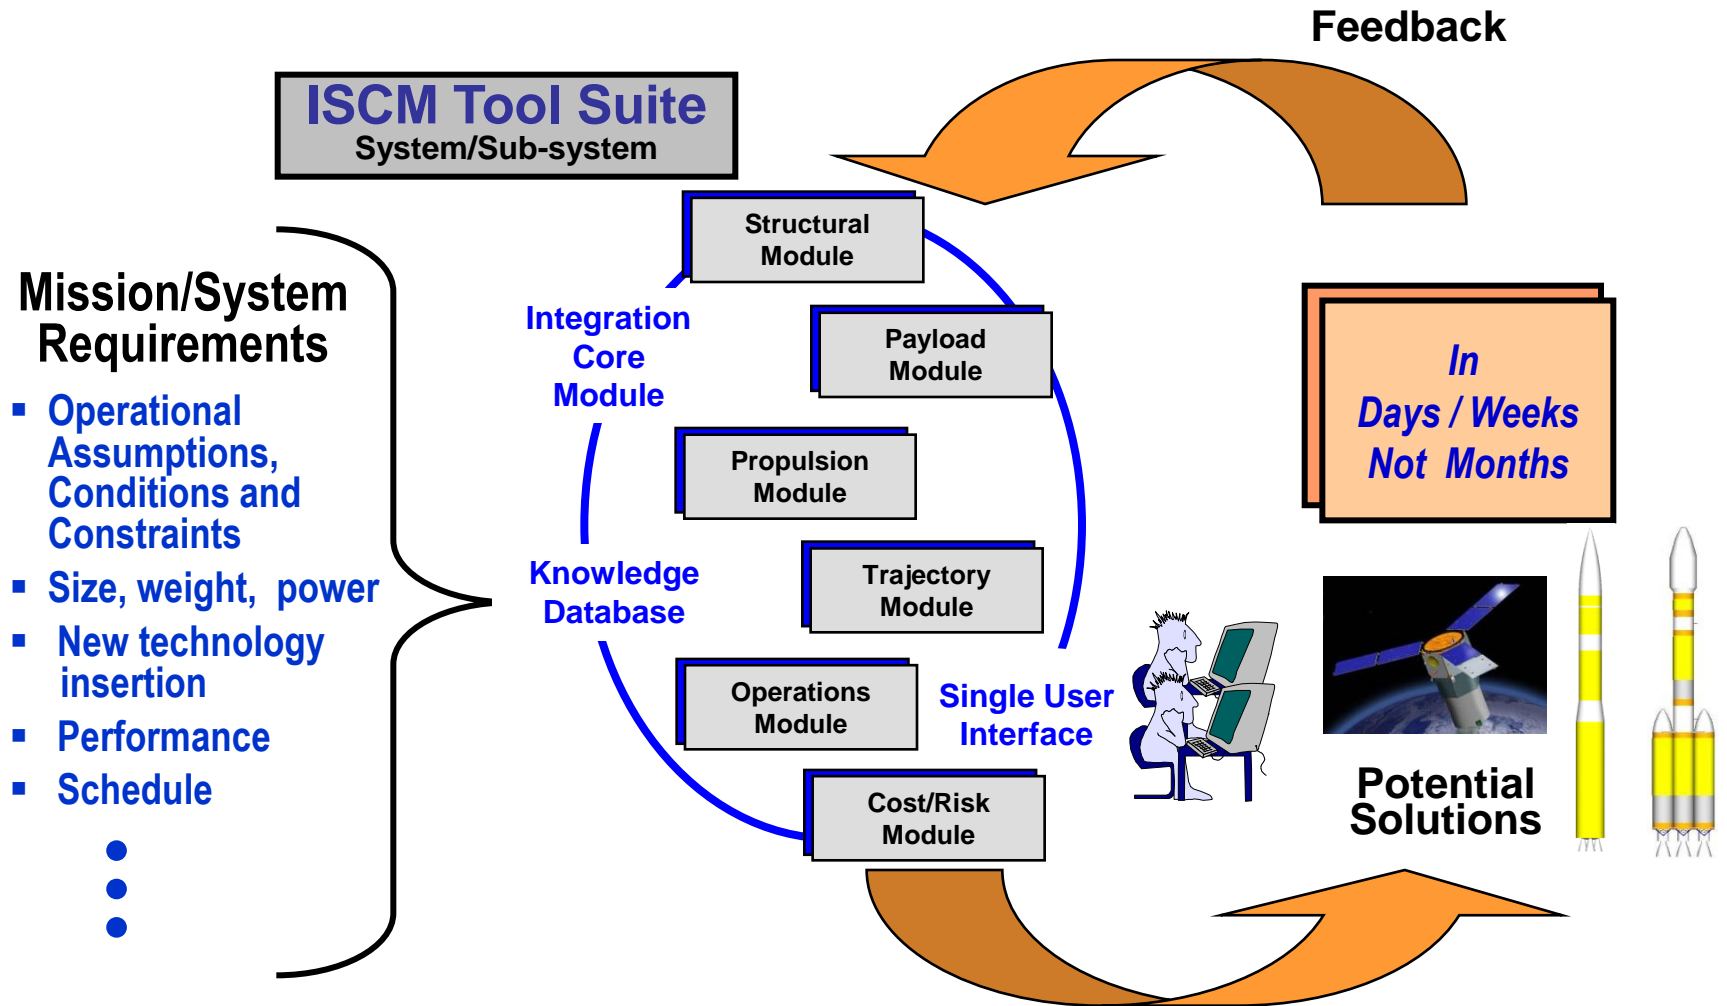 Feedback
ISCM Tool Suite
System/Sub-system
Mission/System
Requirements
▪ Operational
Assumptions,
Conditions and
Constraints
▪ Size, weight, power
▪ New technology
insertion
▪ Performance
▪ Schedule
Structural
Module
Integration
Core
Module
Payload
Module
Propulsion
Module
Knowledge
Database
Trajectory
Module
Operations
Module
Single User
Interface
Cost/Risk
Module
In
Days / Weeks
Not Months
Potential
Solutions